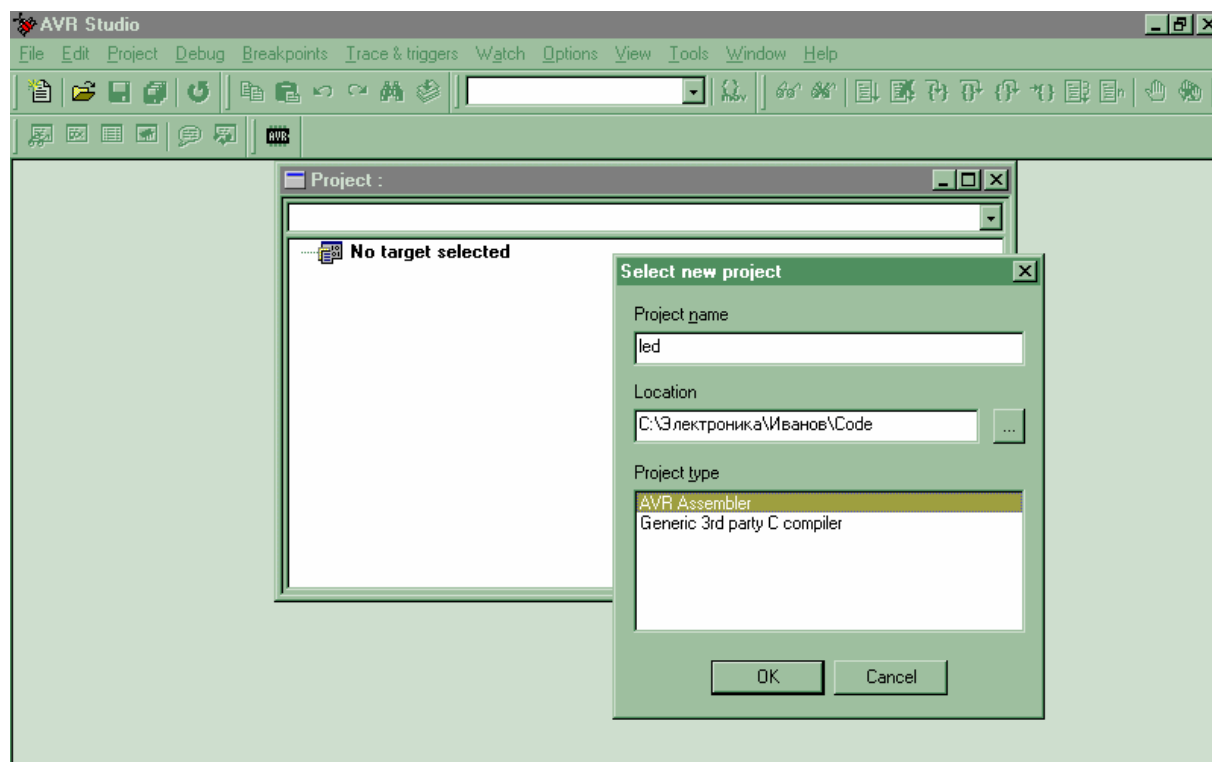 AVR Studio
File Edit Project Debug Breakpoints Trace & triggers Watch Options View Tools Window Help
AVR
Project :
No target selected
Select new project
Project name
led
Location
C:\Электроника\Иванов\Code
...
Project type
AVR Assembler
Generic 3rd party C compiler
OK Cancel